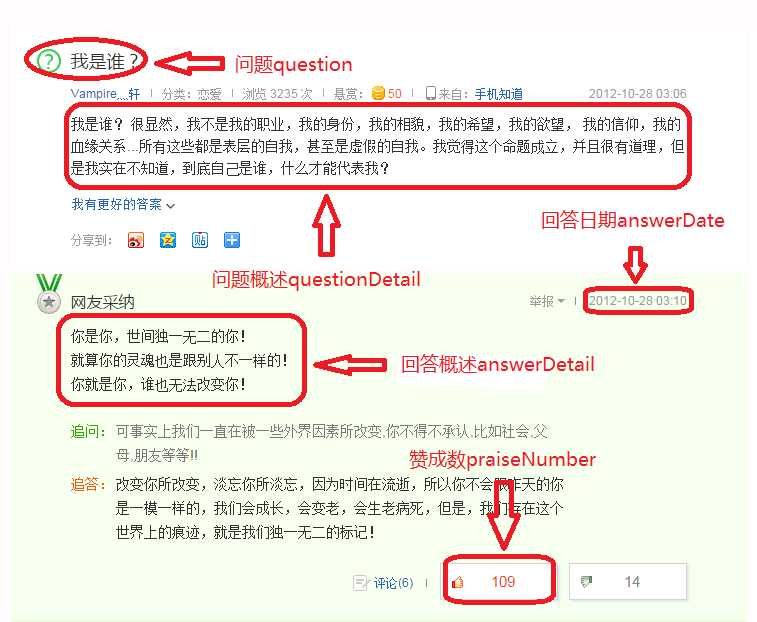 我是谁？
问题question
Vampire灬轩 分类：恋爱 浏览 3235 次 悬赏： 50 来自：手机知道 2012-10-28 03:06
我是谁？ 很显然，我不是我的职业，我的身份，我的相貌，我的希望，我的欲望， 我的信仰，我的
血缘关系...所有这些都是表层的自我，甚至是虚假的自我。我觉得这个命题成立，并且很有道理，但
是我实在不知道，到底自己是谁，什么才能代表我？
我有更好的答案
回答日期answerDate
分享到： 贴
问题概述questionDetail
网友采纳 举报 2012-10-28 03:10
你是你，世间独一无二的你！
就算你的灵魂也是跟别人不一样的！
你就是你，谁也无法改变你！
回答概述answerDetail
追问： 可事实上我们一直在被一些外界因素所改变,你不得不承认,比如社会,父
母,朋友等等!!
赞成数praiseNumber
追答： 改变你所改变，淡忘你所淡忘，因为时间在流逝，所以你不会跟昨天的你
是一模一样的，我们会成长，会变老，会生老病死，但是，我们存在这个
世界上的痕迹，就是我们独一无二的标记！
评论(6) 109 14